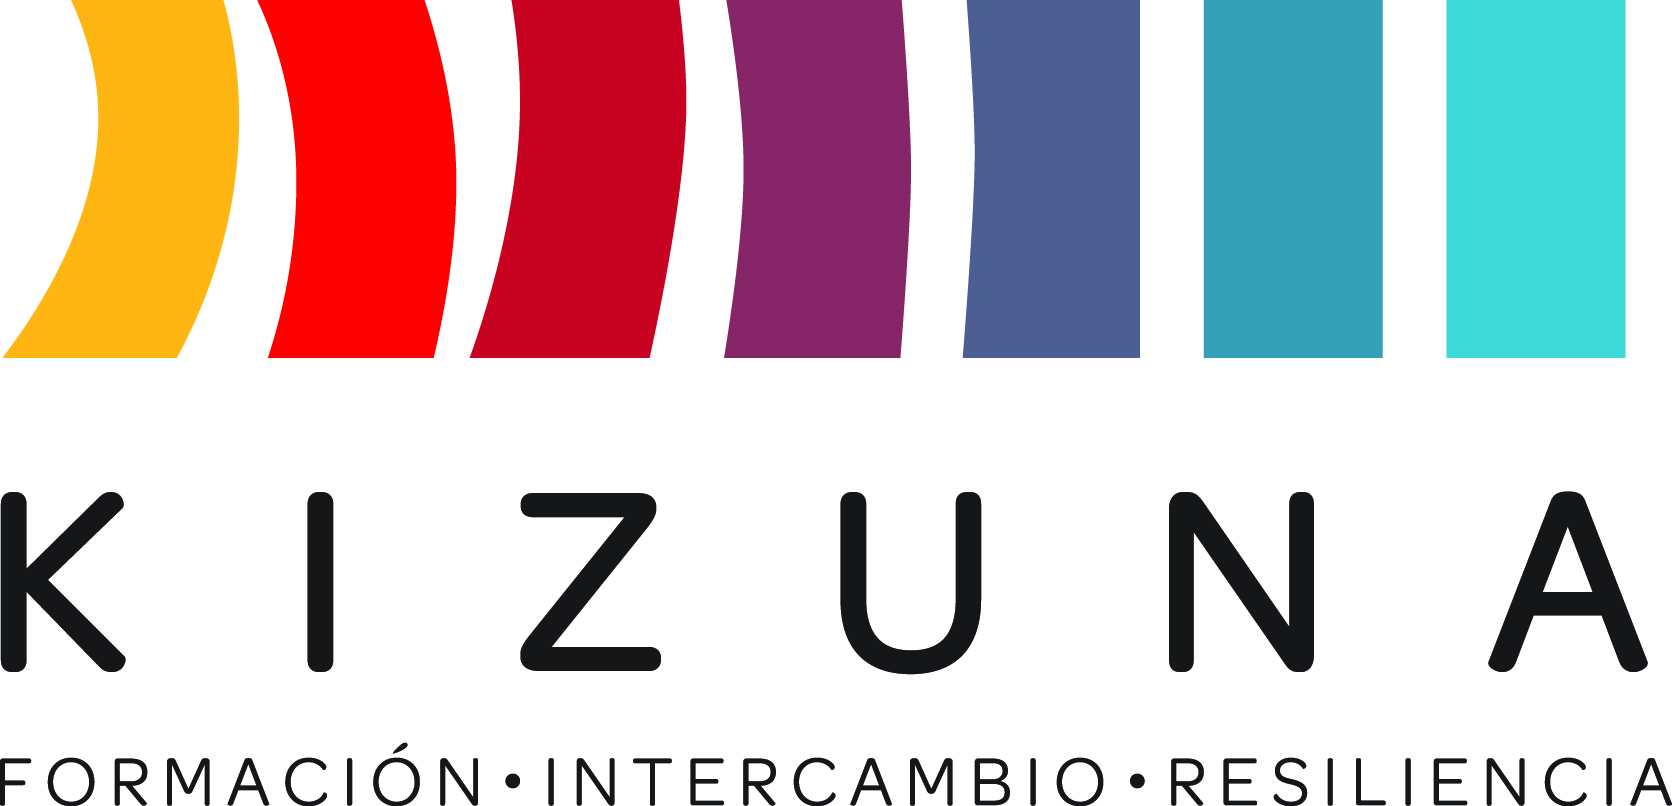 KIZUNA
FORMACIÓN · INTERCAMBIO · RESILIENCIA